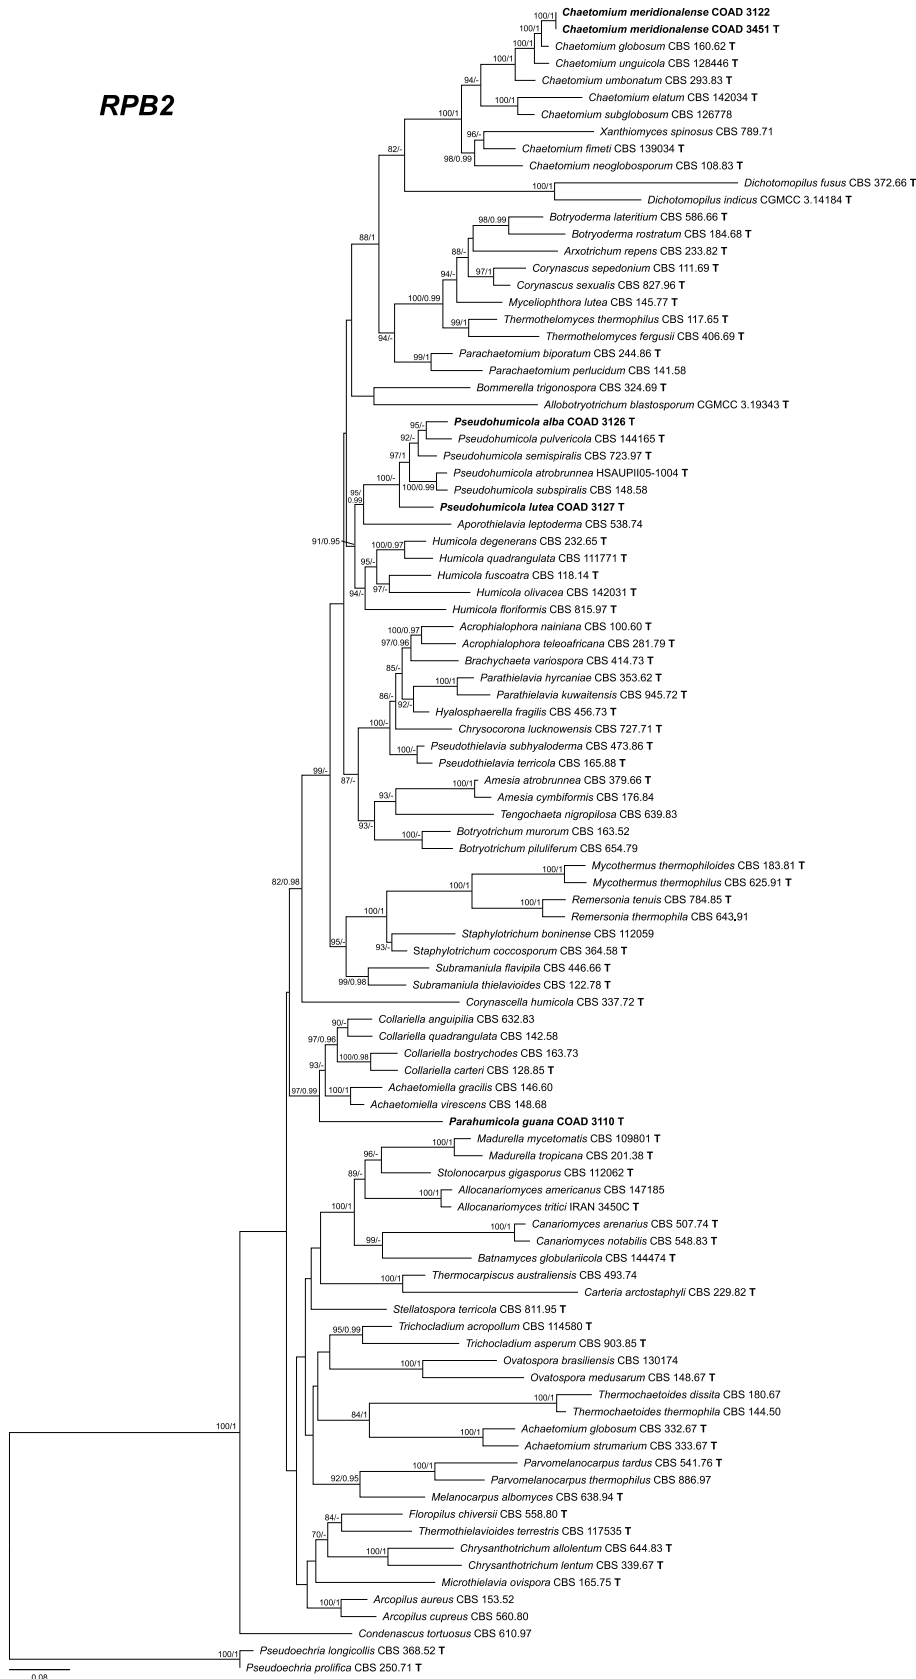 100/1
Chaetomium meridionalense COAD 3122
100/1
Chaetomium meridionalense COAD 3451 T
100/1
Chaetomium globosum CBS 160.62 T
100/1
Chaetomium unguicola CBS 128446 T
94/-
Chaetomium umbonatum CBS 293.83 T
RPB2
100/1
Chaetomium elatum CBS 142034 T
100/1
Chaetomium subglobosum CBS 126778
96/-
Xanthiomyces spinosus CBS 789.71
82/-
Chaetomium fimeti CBS 139034 T
98/0.99
Chaetomium neoglobosporum CBS 108.83 T
100/1
Dichotomopilus fusus CBS 372.66 T
Dichotomopilus indicus CGMCC 3.14184 T
98/0.99
Botryoderma lateritium CBS 586.66 T
88/1
Botryoderma rostratum CBS 184.68 T
88/-
Arxotrichum repens CBS 233.82 T
94/-
97/1
Corynascus sepedonium CBS 111.69 T
Corynascus sexualis CBS 827.96 T
100/0.99
Myceliophthora lutea CBS 145.77 T
99/1
Thermothelomyces thermophilus CBS 117.65 T
94/-
Thermothelomyces fergusii CBS 406.69 T
99/1
Parachaetomium biporatum CBS 244.86 T
Parachaetomium perlucidum CBS 141.58
Bommerella trigonospora CBS 324.69 T
Allobotryotrichum blastosporum CGMCC 3.19343 T
95/-
Pseudohumicola alba COAD 3126 T
92/-
Pseudohumicola pulvericola CBS 144165 T
97/1
Pseudohumicola semispiralis CBS 723.97 T
100/-
Pseudohumicola atrobrunnea HSAUPII05-1004 T
100/0.99
Pseudohumicola subspiralis CBS 148.58
95/
0.99
Pseudohumicola lutea COAD 3127 T
Aporothielavia leptoderma CBS 538.74
91/0.95
100/0.97
Humicola degenerans CBS 232.65 T
95/-
Humicola quadrangulata CBS 111771 T
Humicola fuscoatra CBS 118.14 T
94/-
97/-
Humicola olivacea CBS 142031 T
Humicola floriformis CBS 815.97 T
100/0.97
Acrophialophora nainiana CBS 100.60 T
97/0.96
Acrophialophora teleoafricana CBS 281.79 T
85/-
Brachychaeta variospora CBS 414.73 T
100/1
Parathielavia hyrcaniae CBS 353.62 T
86/-
92/-
Parathielavia kuwaitensis CBS 945.72 T
Hyalosphaerella fragilis CBS 456.73 T
100/-
Chrysocorona lucknowensis CBS 727.71 T
100/-
Pseudothielavia subhyaloderma CBS 473.86 T
Pseudothielavia terricola CBS 165.88 T
99/-
87/-
100/1
Amesia atrobrunnea CBS 379.66 T
93/-
Amesia cymbiformis CBS 176.84
Tengochaeta nigropilosa CBS 639.83
93/-
100/-
Botryotrichum murorum CBS 163.52
Botryotrichum piluliferum CBS 654.79
100/1
Mycothermus thermophiloides CBS 183.81 T
82/0.98
100/1
Mycothermus thermophilus CBS 625.91 T
100/1
Remersonia tenuis CBS 784.85 T
100/1
Remersonia thermophila CBS 643.91
Staphylotrichum boninense CBS 112059
95/-
93/-
Staphylotrichum coccosporum CBS 364.58 T
Subramaniula flavipila CBS 446.66 T
99/0.98
Subramaniula thielavioides CBS 122.78 T
Corynascella humicola CBS 337.72 T
90/-
Collariella anguipilia CBS 632.83
97/0.96
Collariella quadrangulata CBS 142.58
100/0.98
Collariella bostrychodes CBS 163.73
93/-
Collariella carteri CBS 128.85 T
97/0.99
100/1
Achaetomiella gracilis CBS 146.60
Achaetomiella virescens CBS 148.68
Parahumicola guana COAD 3110 T
100/1
Madurella mycetomatis CBS 109801 T
96/-
Madurella tropicana CBS 201.38 T
89/-
Stolonocarpus gigasporus CBS 112062 T
100/1
Allocanariomyces americanus CBS 147185
100/1
Allocanariomyces tritici IRAN 3450C T
100/1
Canariomyces arenarius CBS 507.74 T
99/-
Canariomyces notabilis CBS 548.83 T
Batnamyces globulariicola CBS 144474 T
100/1
Thermocarpiscus australiensis CBS 493.74
Carteria arctostaphyli CBS 229.82 T
Stellatospora terricola CBS 811.95 T
95/0.99
Trichocladium acropollum CBS 114580 T
Trichocladium asperum CBS 903.85 T
100/1
Ovatospora brasiliensis CBS 130174
Ovatospora medusarum CBS 148.67 T
100/1
Thermochaetoides dissita CBS 180.67
84/1
Thermochaetoides thermophila CBS 144.50
100/1
Achaetomium globosum CBS 332.67 T
100/1
Achaetomium strumarium CBS 333.67 T
100/1
Parvomelanocarpus tardus CBS 541.76 T
92/0.95
Parvomelanocarpus thermophilus CBS 886.97
Melanocarpus albomyces CBS 638.94 T
84/-
Floropilus chiversii CBS 558.80 T
70/-
Thermothielavioides terrestris CBS 117535 T
100/1
Chrysanthotrichum allolentum CBS 644.83 T
Chrysanthotrichum lentum CBS 339.67 T
Microthielavia ovispora CBS 165.75 T
100/1
Arcopilus aureus CBS 153.52
Arcopilus cupreus CBS 560.80
Condenascus tortuosus CBS 610.97
100/1
Pseudoechria longicollis CBS 368.52 T
Pseudoechria prolifica CBS 250.71 T
0.08